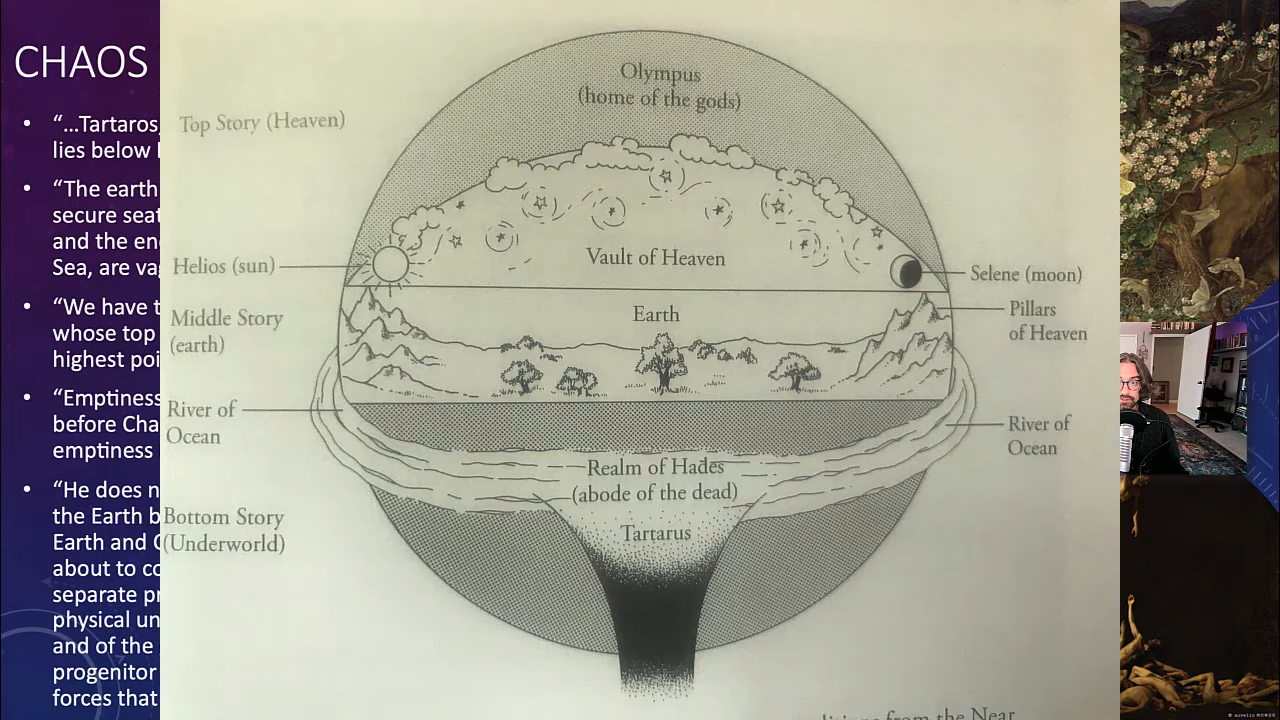 CHAOS
• “...Tartaros,
lies below
• “The earth
secure seat
and the en
Sea, are va
• “We have t
whose top
highest poi
• “Emptiness
before Cha
emptiness
• “He does n
the Earth b
Earth and
about to co
separate pr
physical un
and of the
progenitor
forces that
Olympus
(home of the gods)
Top Story (Heaven)
Vault of Heaven
Helios (sun)
Selene (moon)
Earth
Middle Story
(earth)
Pillars
of Heaven
River of
Ocean
River of
Ocean
Realm of Hades
(abode of the dead)
Tartarus
Bottom Story
(Underworld)
from the Near